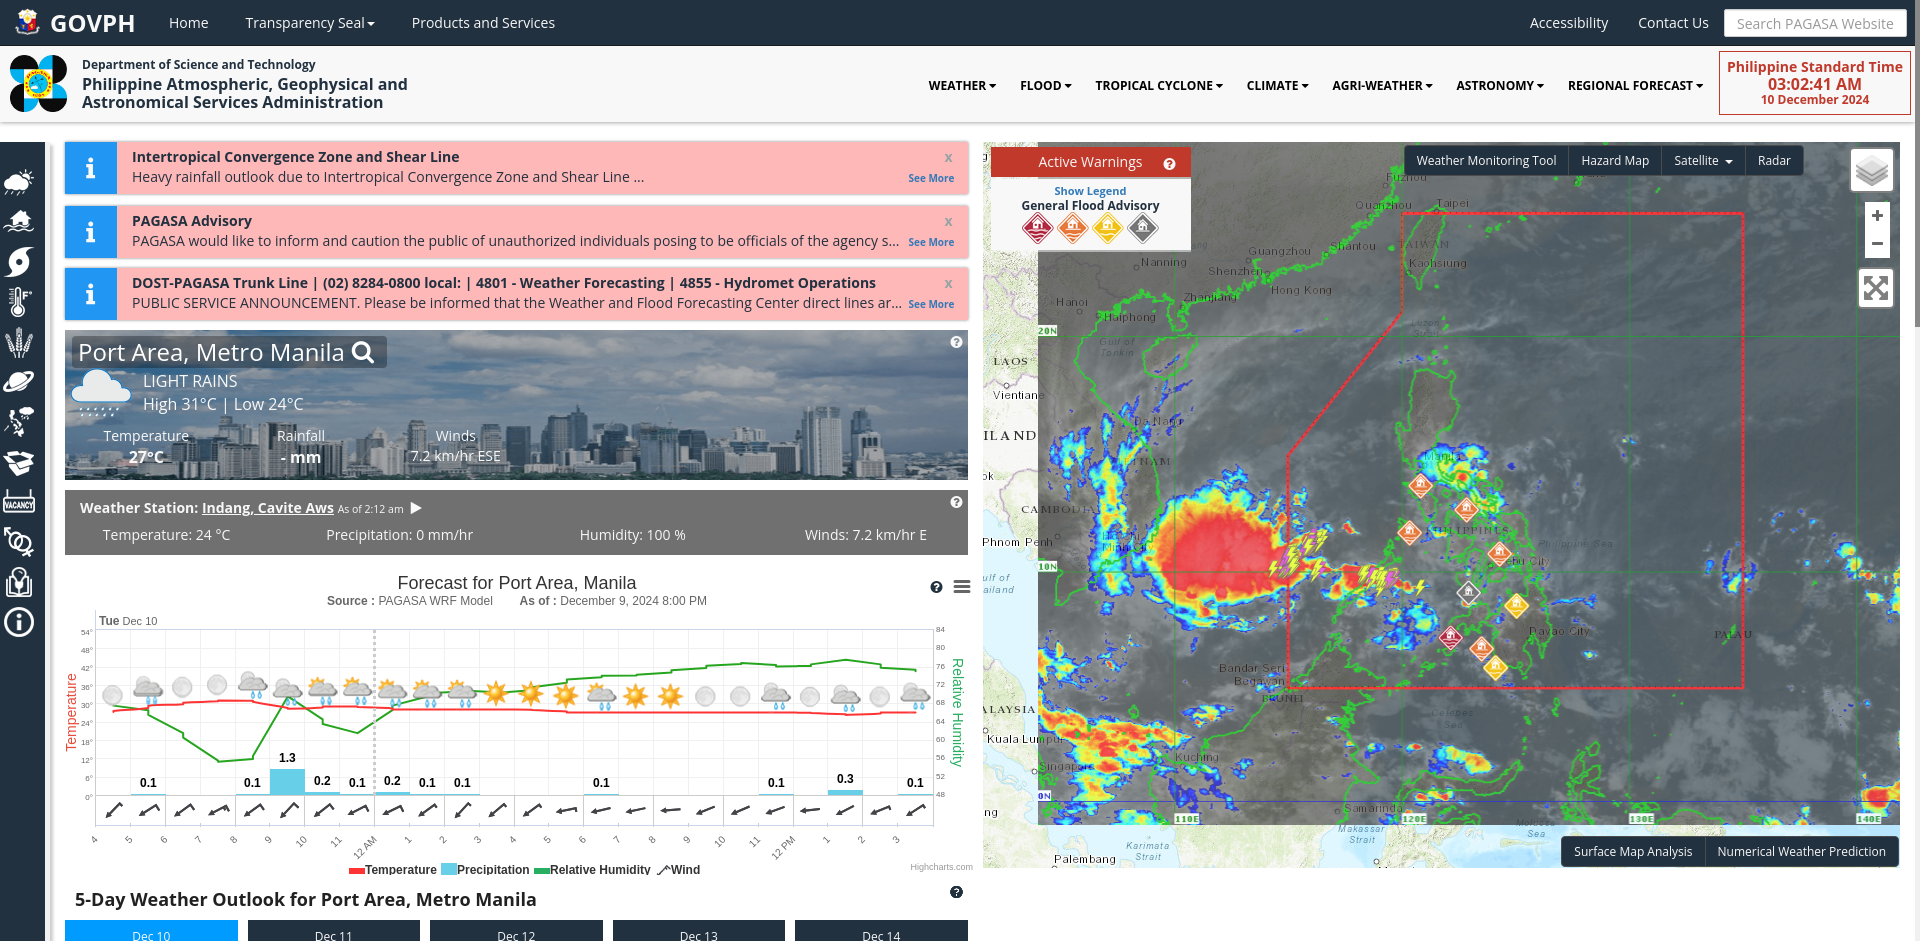 GOVPH
Home
Transparency Seal
Products and Services
Accessibility
Contact Us
Search PAGASA Website
Department of Science and Technology
Philippine Atmospheric, Geophysical and
Astronomical Services Administration
WEATHER
FLOOD
TROPICAL CYCLONE
CLIMATE
AGRI-WEATHER
ASTRONOMY
REGIONAL FORECAST
Philippine Standard Time
03:02:41 AM
10 December 2024
VACANCY
Intertropical Convergence Zone and Shear Line
x
Heavy rainfall outlook due to Intertropical Convergence Zone and Shear Line ...
See More
PAGASA Advisory
x
PAGASA would like to inform and caution the public of unauthorized individuals posing to be officials of the agency s...
See More
DOST-PAGASA Trunk Line | (02) 8284-0800 local: | 4801 - Weather Forecasting | 4855 - Hydromet Operations
x
PUBLIC SERVICE ANNOUNCEMENT. Please be informed that the Weather and Flood Forecasting Center direct lines ar...
See More
Port Area, Metro Manila
LIGHT RAINS
High 31°C | Low 24°C
Temperature
Rainfall
Winds
27°C
- mm
7.2 km/hr ESE
Weather Station: Indang, Cavite Aws As of 2:12 am
Temperature: 24 °C
Precipitation: 0 mm/hr
Humidity: 100 %
Winds: 7.2 km/hr E
Forecast for Port Area, Manila
Source : PAGASA WRF Model
As of : December 9, 2024 8:00 PM
Tue Dec 10
54°
48°
42°
36°
30°
24°
18°
12°
6°
0°
Temperature
84
80
76
72
68
64
60
56
52
48
Relative Humidity
0.1
0.1
1.3
0.2
0.1
0.2
0.1
0.1
0.1
0.1
0.3
0.1
4
5
6
7
8
9
10
11
12 AM
1
2
3
4
5
6
7
8
9
10
11
12 PM
1
2
3
Temperature
Precipitation
Relative Humidity
Wind
Highcharts.com
5-Day Weather Outlook for Port Area, Metro Manila
Dec 10
Dec 11
Dec 12
Dec 13
Dec 14
Active Warnings
Show Legend
General Flood Advisory
Weather Monitoring Tool
Hazard Map
Satellite
Radar
+
−
Fuzhou
Quanzhou
Taipei
TAIWAN
Kaohsiung
Guangzhou
Shantou
Nanning
Shenzhen
Hong Kong
Zhanjiang
Hanoi
Haiphong
20N
Gulf of
Tonkin
LAOS
Vientiane
Da Nang
ILAND
VIETNAM
Manila
ok
CAMBODIA
PHILIPPINES
Phnom Penh
Ho Chi
Minh City
Philippine Sea
Cebu City
10N
ulf of
ailand
Davao City
PALAU
Bandar Seri
Begawan
BRUNEI
ALAYSIA
Celebes
Sea
Kuala Lumpur
Kuching
Singapore
0N
Samarinda
ng
110E
120E
130E
140E
Makassar
Strait
Molucca
Sea
Karimata
Strait
Palembang
Surface Map Analysis
Numerical Weather Prediction